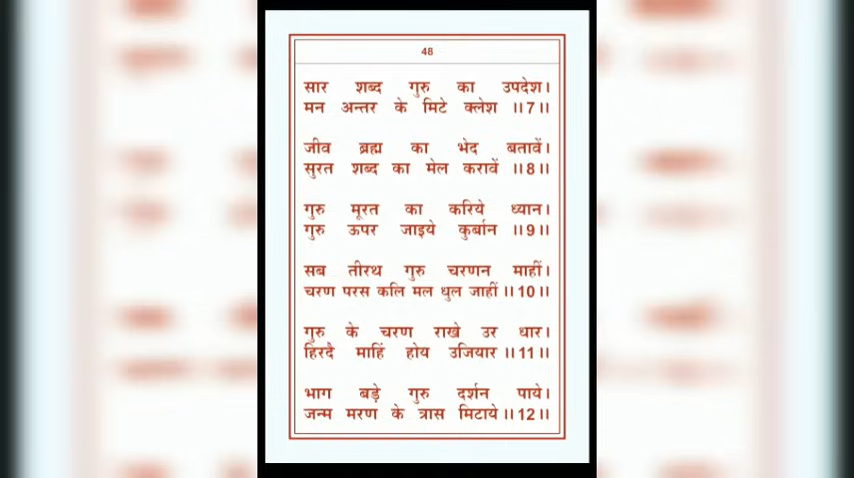 48
सार शब्द गुरु का उपदेश।
मन अन्तर के मिटे क्लेश ॥7॥
जीव ब्रह्म का भेद बतावें।
सुरत शब्द का मेल करावें ॥8॥
गुरु मूरत का करिये ध्यान।
गुरु ऊपर जाइये कुर्बान ॥9॥
सब तीरथ गुरु चरणन माहीं।
चरण परस कलि मल धुल जाहीं॥10॥
गुरु के चरण राखे उर धार।
हिरदै माहिं होय उजियार॥11॥
भाग बड़े गुरु दर्शन पाये।
जन्म मरण के त्रास मिटाये॥12॥